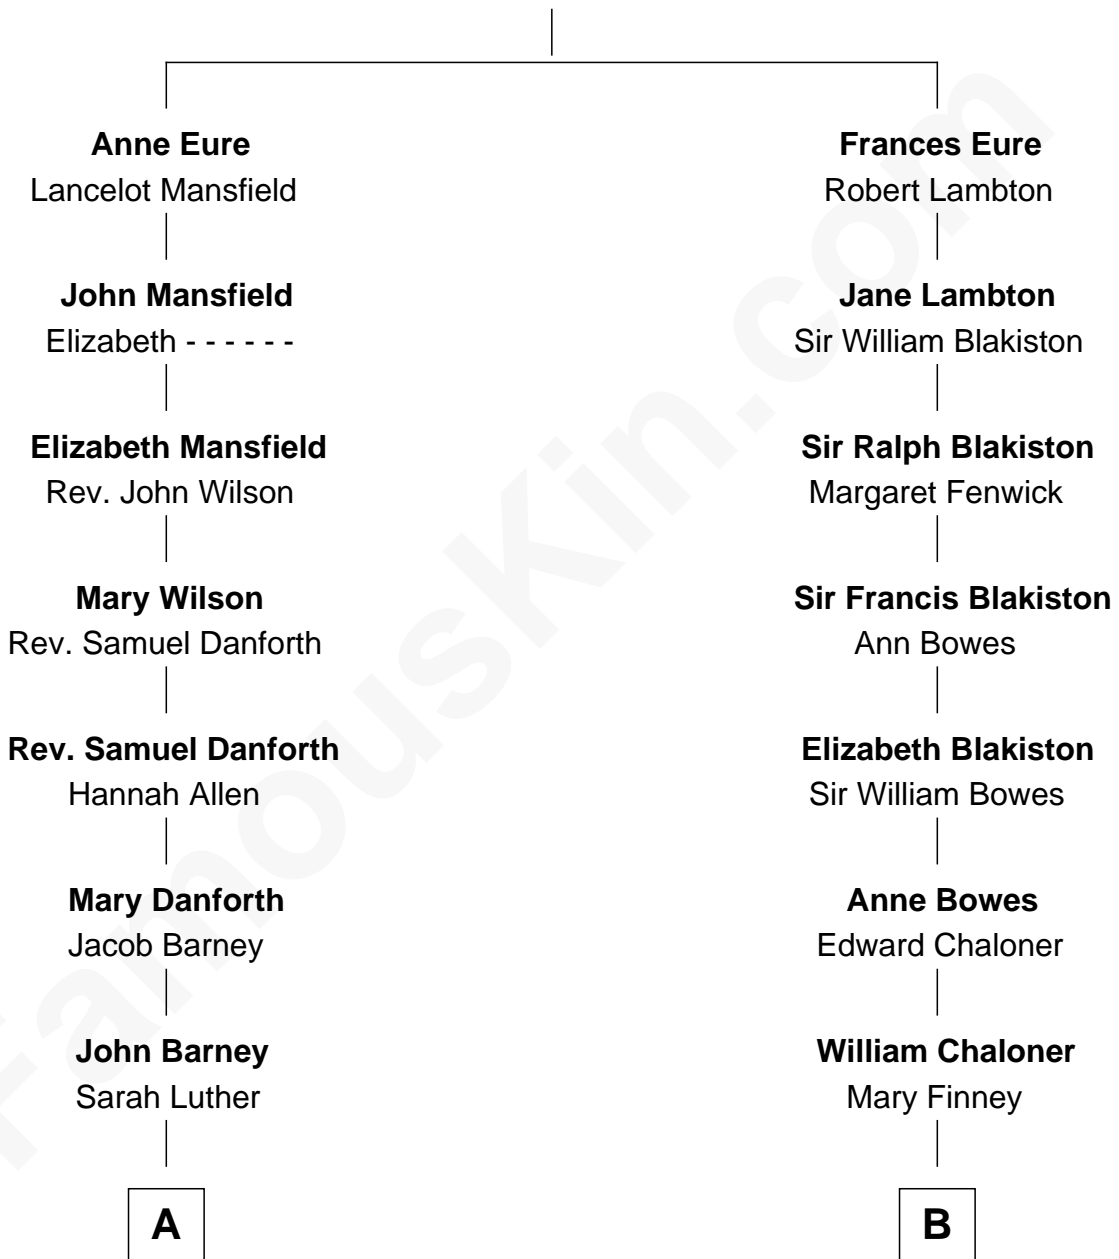 Anne Eure
Lancelot Mansfield
John Mansfield
Elizabeth - - - - - -
Elizabeth Mansfield
Rev. John Wilson
Mary Wilson
Rev. Samuel Danforth
Rev. Samuel Danforth
Hannah Allen
Mary Danforth
Jacob Barney
John Barney
Sarah Luther
A
Frances Eure
Robert Lambton
Jane Lambton
Sir William Blakiston
Sir Ralph Blakiston
Margaret Fenwick
Sir Francis Blakiston
Ann Bowes
Elizabeth Blakiston
Sir William Bowes
Anne Bowes
Edward Chaloner
William Chaloner
Mary Finney
B
FamousKin.com